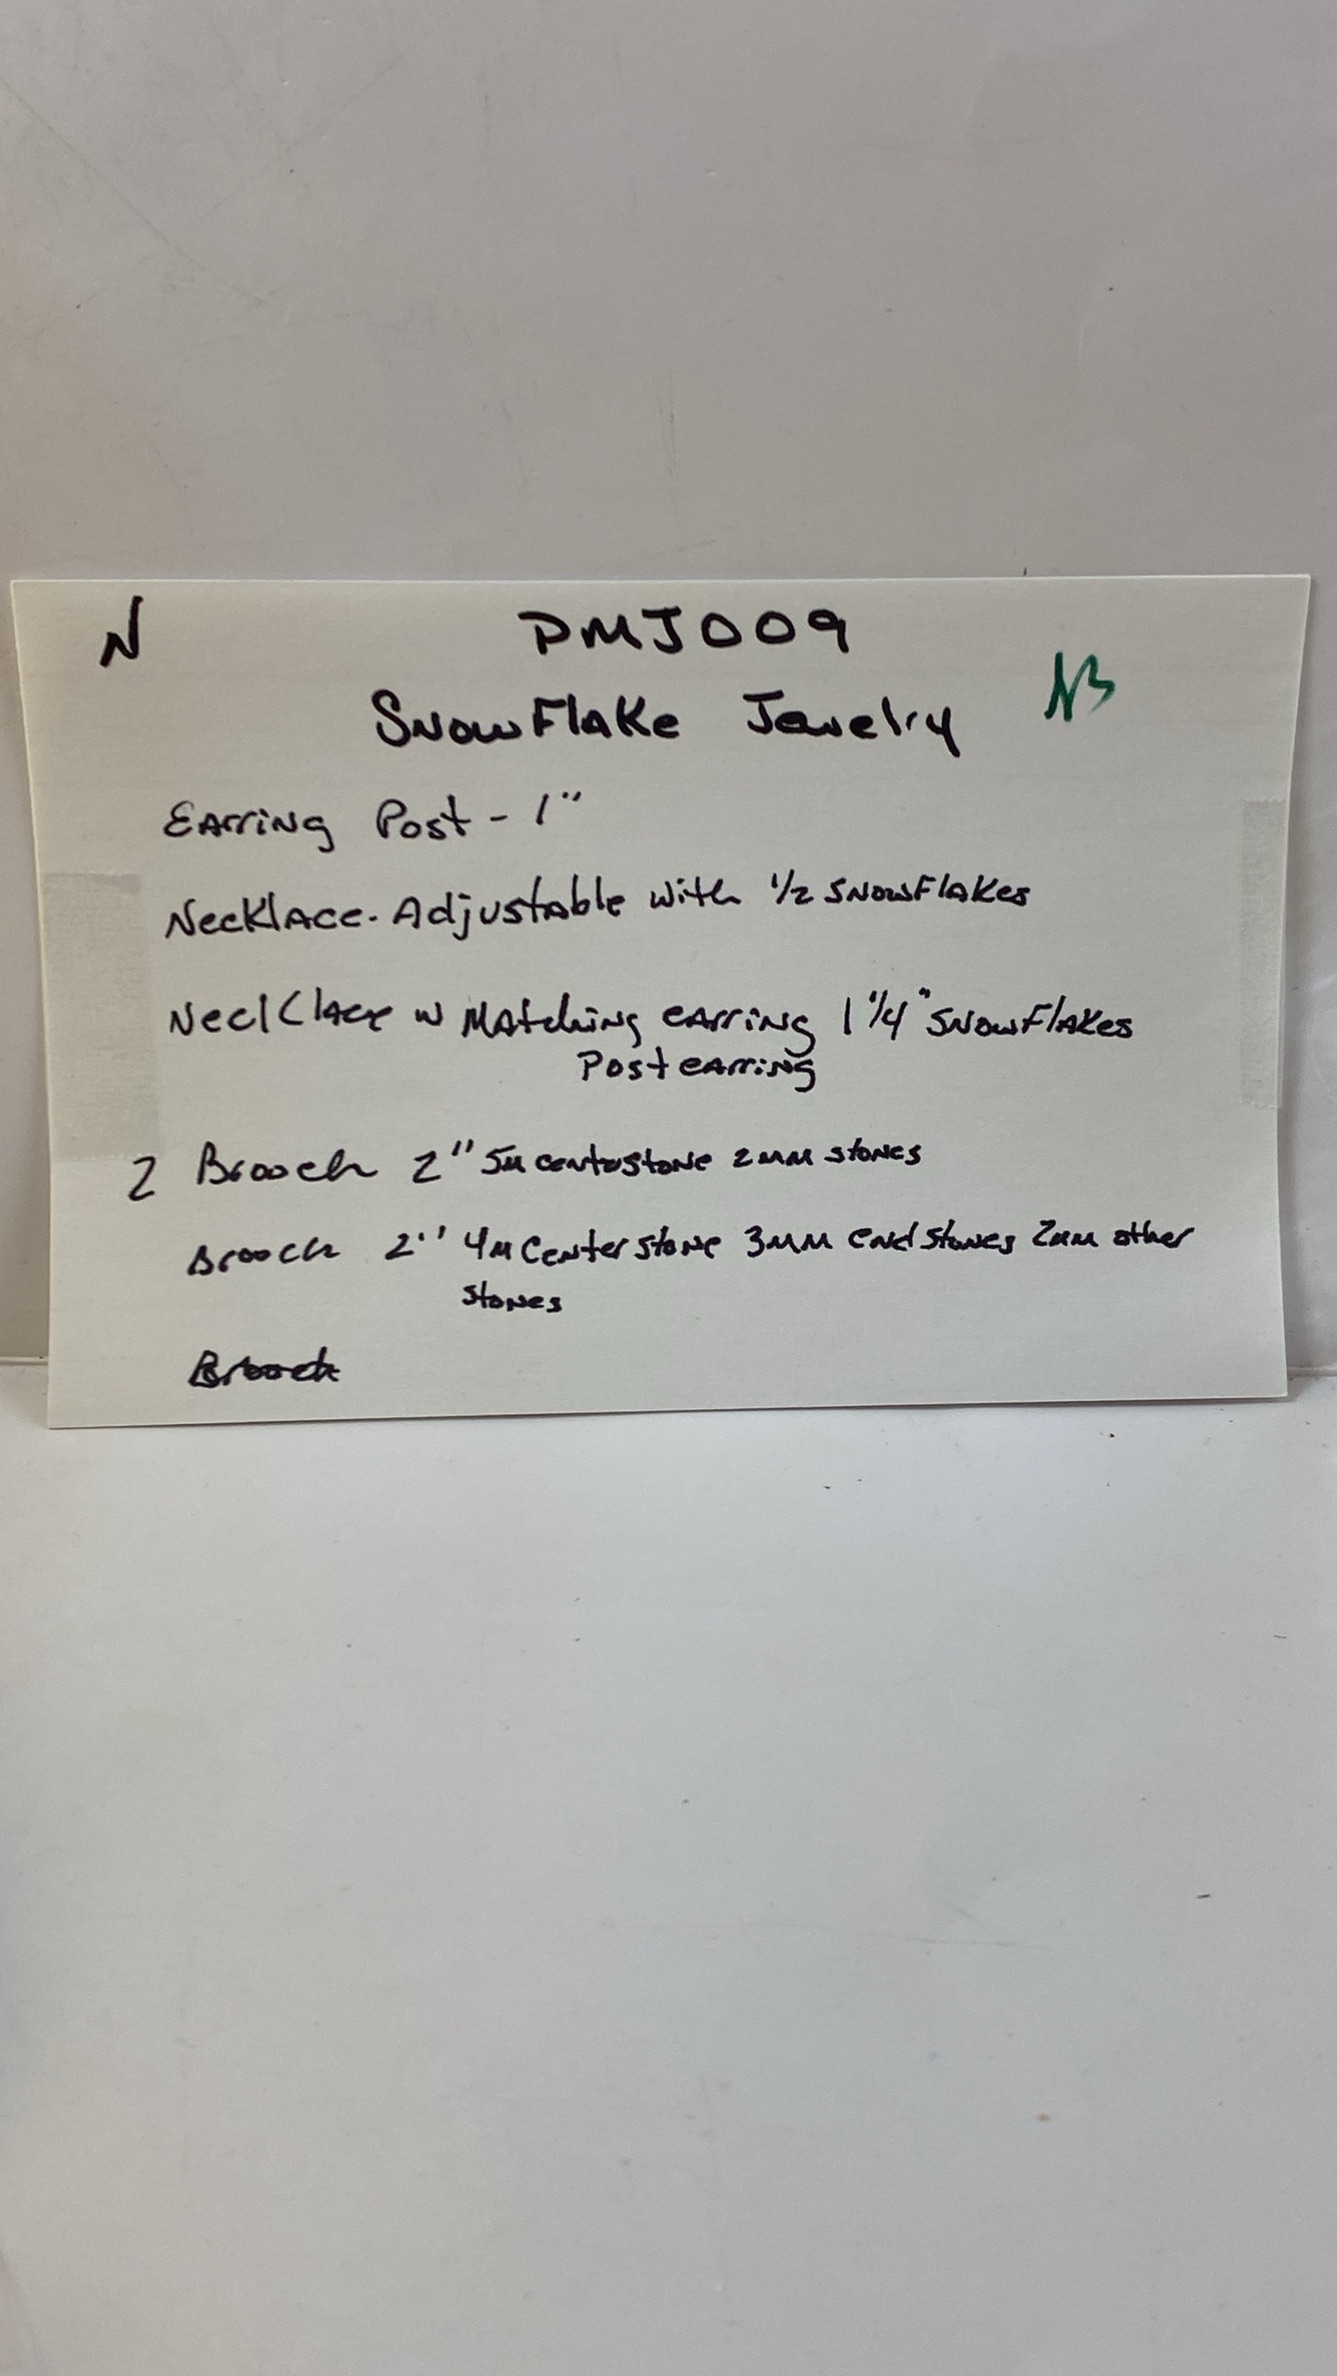 N
DMJ009
NB
Snowflake Jewelry
Earring Post - 1"
Necklace - Adjustable with 1/2 snowflakes
Necklace w Matching earring 1 1/4" snowflakes
Post earring
2 Brooch 2" 5m centerstone 2mm stones
Brooch 2" 4m Center stone 3mm end stones 2mm other
stones
Brooch